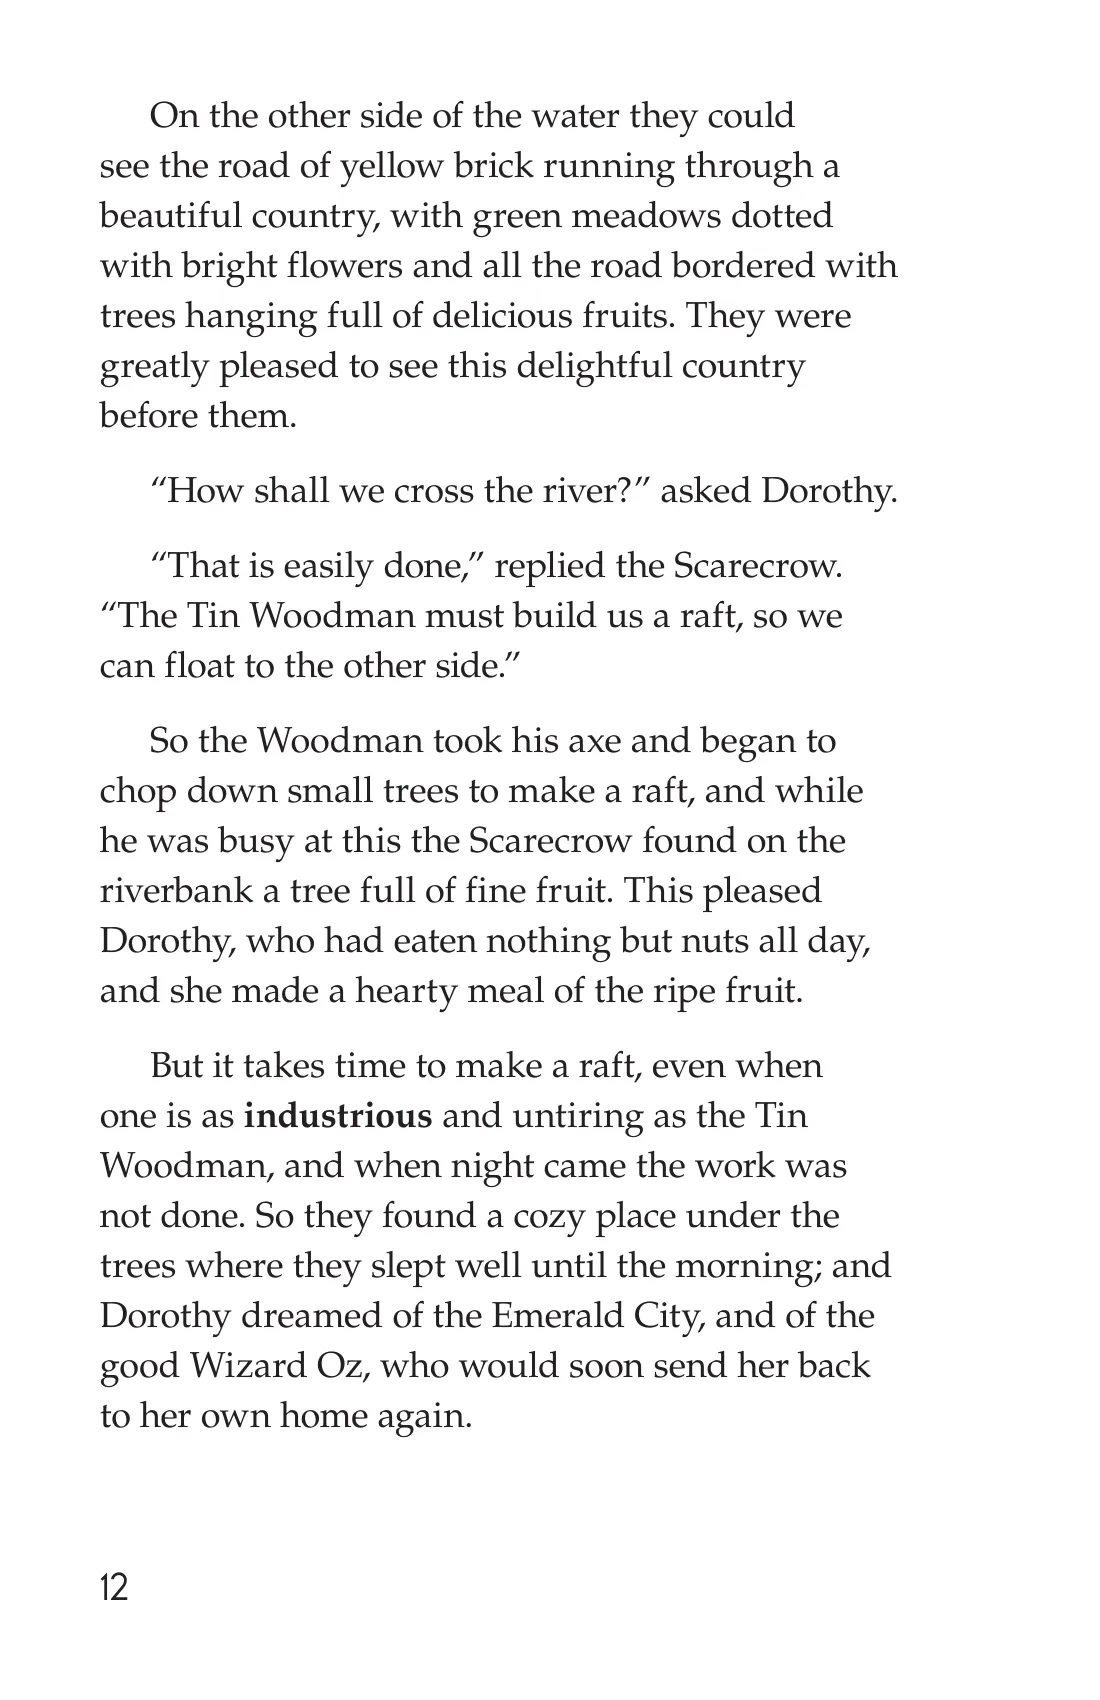 On the other side of the water they could
see the road of yellow brick running through a
beautiful country, with green meadows dotted
with bright flowers and all the road bordered with
trees hanging full of delicious fruits. They were
greatly pleased to see this delightful country
before them.
“How shall we cross the river?” asked Dorothy.
“That is easily done,” replied the Scarecrow.
“The Tin Woodman must build us a raft, so we
can float to the other side.”
So the Woodman took his axe and began to
chop down small trees to make a raft, and while
he was busy at this the Scarecrow found on the
riverbank a tree full of fine fruit. This pleased
Dorothy, who had eaten nothing but nuts all day,
and she made a hearty meal of the ripe fruit.
But it takes time to make a raft, even when
one is as industrious and untiring as the Tin
Woodman, and when night came the work was
not done. So they found a cozy place under the
trees where they slept well until the morning; and
Dorothy dreamed of the Emerald City, and of the
good Wizard Oz, who would soon send her back
to her own home again.
12